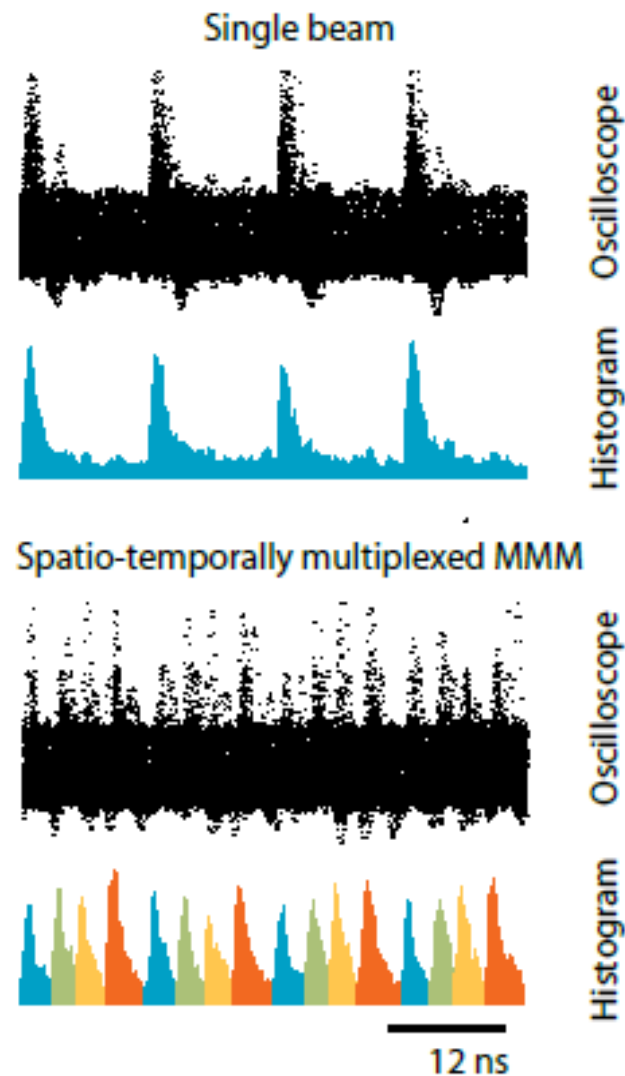 Single beam
Oscilloscope
Histogram
Spatio-temporally multiplexed MMM
Oscilloscope
Histogram
12 ns